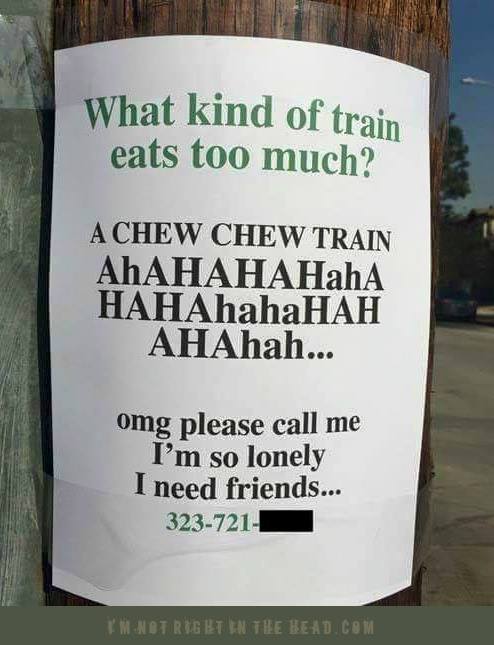 What kind of train
eats too much?
A CHEW CHEW TRAIN
AhAHAHAHahA
HAHAhahaHAH
AHAhah...
omg please call me
I'm so lonely
I need friends...
323-721-
I'M NOT RIGHT IN THE HEAD.COM